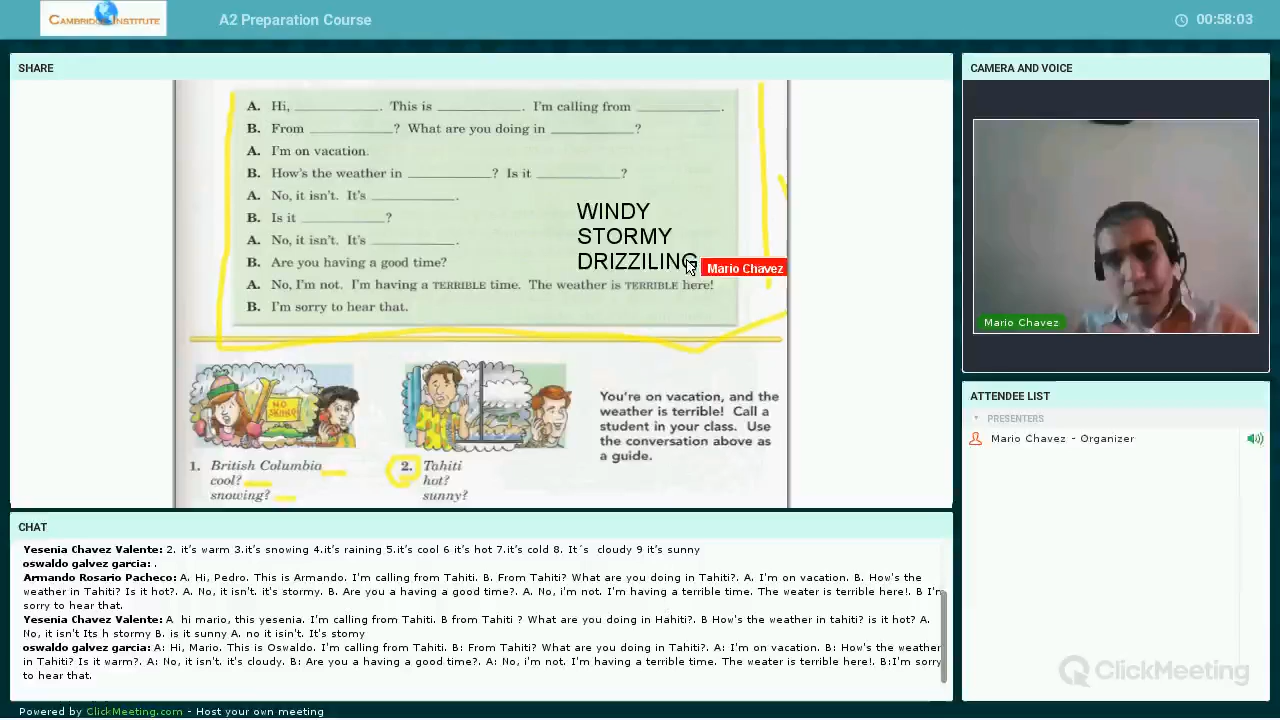 CAMBRIDGE INSTITUTE
A2 Preparation Course
00:58:03
SHARE
A. Hi, ____________. This is ____________. I'm calling from ____________.
B. From ____________? What are you doing in ____________?
A. I'm on vacation.
B. How's the weather in ____________? Is it ____________?
A. No, it isn't. It's ____________.
B. Is it ____________?
A. No, it isn't. It's ____________.
B. Are you having a good time?
A. No, I'm not. I'm having a TERRIBLE time. The weather is TERRIBLE here!
B. I'm sorry to hear that.
WINDY
STORMY
DRIZZILING
Mario Chavez
NO
SKIING
1. British Columbia
cool?
snowing?
2. Tahiti
hot?
sunny?
You're on vacation, and the
weather is terrible! Call a
student in your class. Use
the conversation above as
a guide.
CAMERA AND VOICE
Mario Chavez
ATTENDEE LIST
PRESENTERS
Mario Chavez - Organizer
CHAT
Yesenia Chavez Valente: 2. it's warm 3.it's snowing 4.it's raining 5.it's cool 6 it's hot 7.it's cold 8. It´s cloudy 9 it's sunny
oswaldo galvez garcia: .
Armando Rosario Pacheco: A. Hi, Pedro. This is Armando. I'm calling from Tahiti. B. From Tahiti? What are you doing in Tahiti?. A. I'm on vacation. B. How's the
weather in Tahiti? Is it hot?. A. No, it isn't. it's stormy. B. Are you a having a good time?. A. No, i'm not. I'm having a terrible time. The weater is terrible here!. B I'm
sorry to hear that.
Yesenia Chavez Valente: A hi mario, this yesenia. I'm calling from Tahiti. B from Tahiti ? What are you doing in Hahiti?. B How's the weather in tahiti? is it hot? A.
No, it isn't Its h stormy B. is it sunny A. no it isin't. It's stomy
oswaldo galvez garcia: A: Hi, Mario. This is Oswaldo. I'm calling from Tahiti. B: From Tahiti? What are you doing in Tahiti?. A: I'm on vacation. B: How's the weather
in Tahiti? Is it warm?. A: No, it isn't. it's cloudy. B: Are you a having a good time?. A: No, i'm not. I'm having a terrible time. The weater is terrible here!. B:I'm sorry
to hear that.
ClickMeeting
Powered by ClickMeeting.com - Host your own meeting